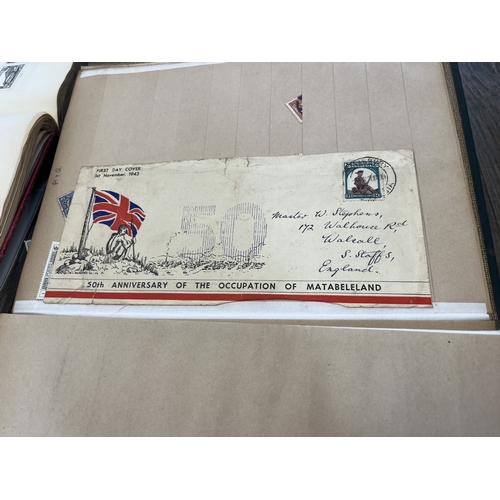 FIRST DAY COVER
1st November, 1943
50
Master W Stephens,
172 Walhouse Rd
Walsall,
S. Staffs,
England.
50th ANNIVERSARY OF THE OCCUPATION OF MATABELELAND